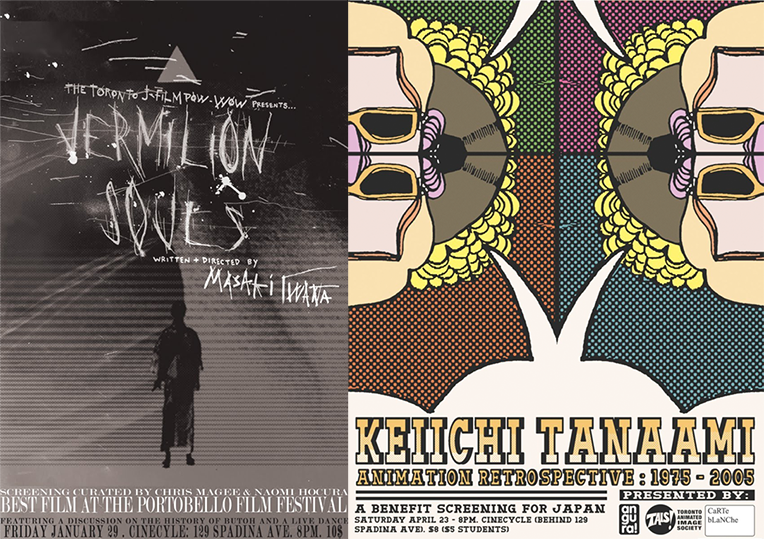 THE TORONTO J-FILM POW-WOW PRESENTS...
VERMILION
SOULS
WRITTEN + DIRECTED BY
MASAKI IWANA
SCREENING CURATED BY CHRIS MAGEE & NAOMI HOCURA
BEST FILM AT THE PORTOBELLO FILM FESTIVAL
FEATURING A DISCUSSION ON THE HISTORY OF BUTOH AND A LIVE DANCE
FRIDAY JANUARY 29 . CINECYLE: 129 SPADINA AVE. 8PM. 10$
KEIICHI TANAAMI
ANIMATION RETROSPECTIVE : 1975 - 2005
PRESENTED BY:
A BENEFIT SCREENING FOR JAPAN
SATURDAY APRIL 23 - 8PM. CINECYCLE (BEHIND 129
SPADINA AVE. $8 ($5 STUDENTS)
an
gu
ra!
TAIS!
TORONTO
ANIMATED
IMAGE
SOCIETY
CaRTe
bLaNChe